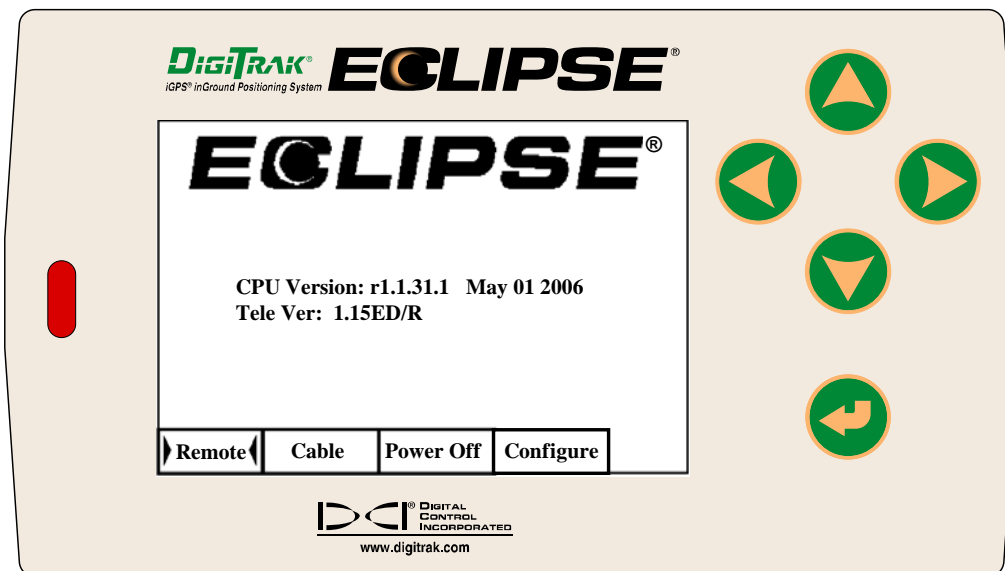 DIGITRAK® ECLIPSE®
iGPS® inGround Positioning System
ECLIPSE®
CPU Version: r1.1.31.1 May 01 2006
Tele Ver: 1.15ED/R
Remote Cable Power Off Configure
DCI® DIGITAL
CONTROL
INCORPORATED
www.digitrak.com